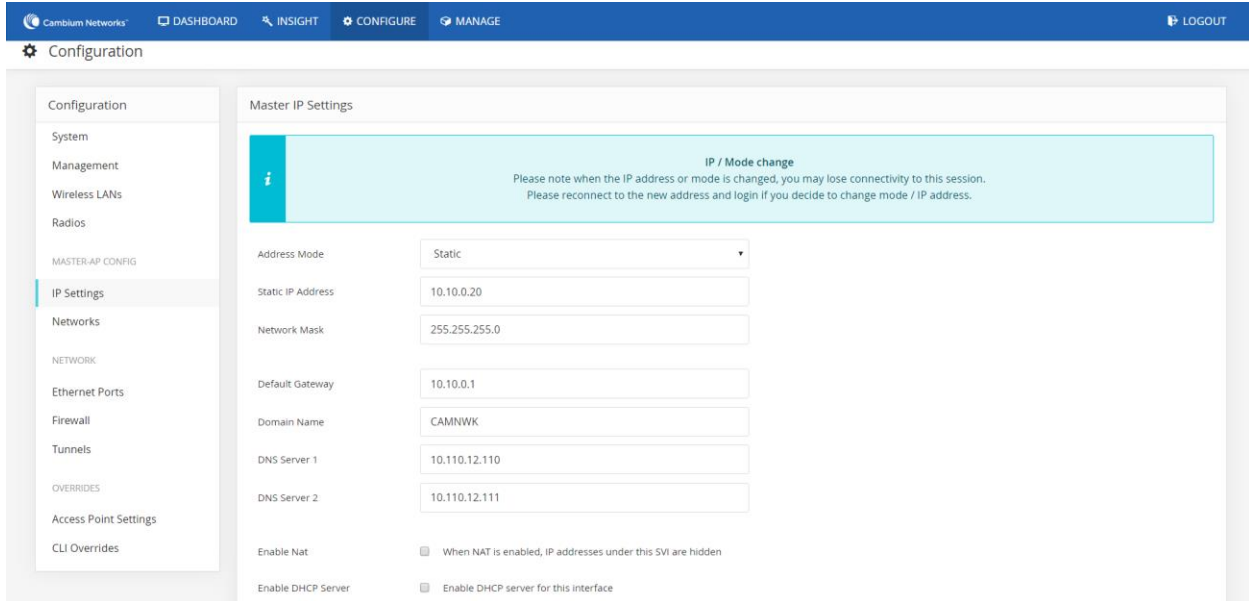 Cambium Networks™ DASHBOARD INSIGHT CONFIGURE MANAGE LOGOUT
Configuration
Configuration
System
Management
Wireless LANs
Radios
MASTER-AP CONFIG
IP Settings
Networks
NETWORK
Ethernet Ports
Firewall
Tunnels
OVERRIDES
Access Point Settings
CLI Overrides
Master IP Settings
i
IP / Mode change
Please note when the IP address or mode is changed, you may lose connectivity to this session.
Please reconnect to the new address and login if you decide to change mode / IP address.
Address Mode Static
Static IP Address 10.10.0.20
Network Mask 255.255.255.0
Default Gateway 10.10.0.1
Domain Name CAMNWK
DNS Server 1 10.110.12.110
DNS Server 2 10.110.12.111
Enable Nat When NAT is enabled, IP addresses under this SVI are hidden
Enable DHCP Server Enable DHCP server for this interface